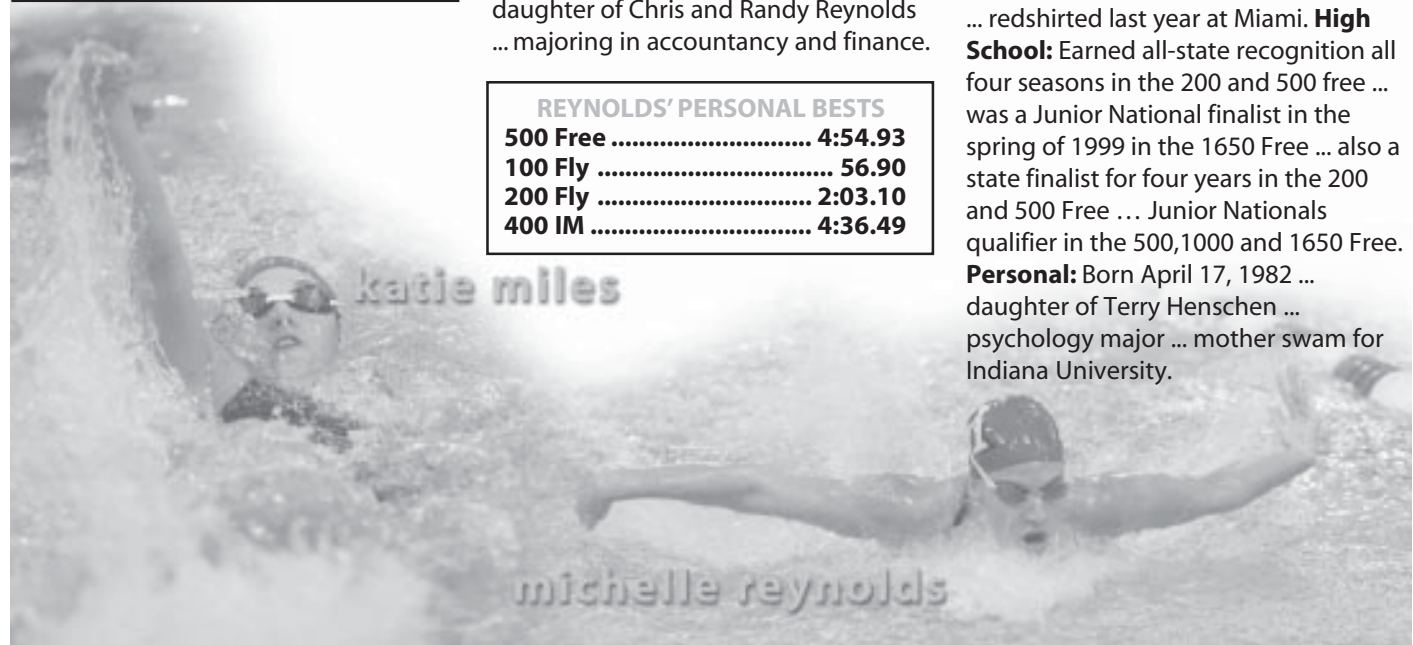 daughter of Chris and Randy Reynolds
... majoring in accountancy and finance.
REYNOLDS’ PERSONAL BESTS
500 Free ............................. 4:54.93
100 Fly .................................. 56.90
200 Fly ............................... 2:03.10
400 IM ................................ 4:36.49
katie miles
michelle reynolds
... redshirted last year at Miami. High
School: Earned all-state recognition all
four seasons in the 200 and 500 free ...
was a Junior National finalist in the
spring of 1999 in the 1650 Free ... also a
state finalist for four years in the 200
and 500 Free … Junior Nationals
qualifier in the 500,1000 and 1650 Free.
Personal: Born April 17, 1982 ...
daughter of Terry Henschen ...
psychology major ... mother swam for
Indiana University.